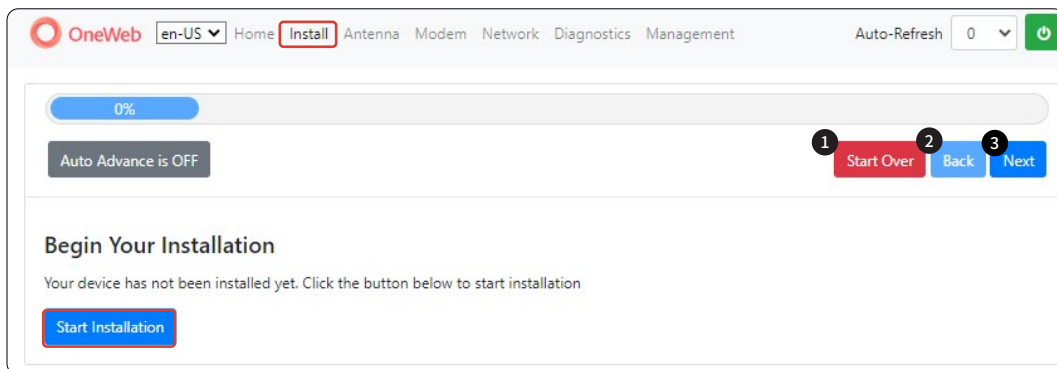 OneWeb en-US Home Install Antenna Modem Network Diagnostics Management Auto-Refresh 0
0%
Auto Advance is OFF 1 Start Over 2 Back 3 Next
Begin Your Installation
Your device has not been installed yet. Click the button below to start installation
Start Installation